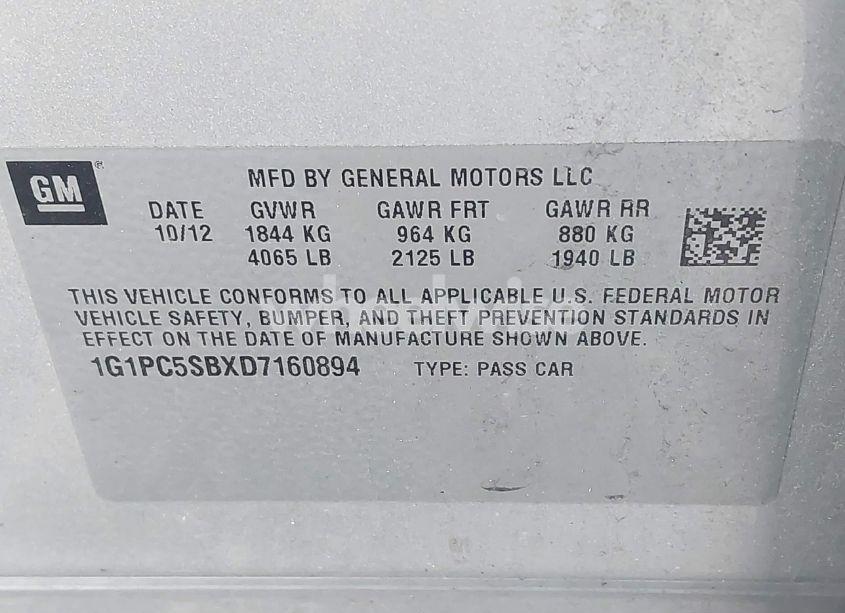 GM®
MFD BY GENERAL MOTORS LLC
DATE GVWR GAWR FRT GAWR RR
10/12 1844 KG 964 KG 880 KG
4065 LB 2125 LB 1940 LB
THIS VEHICLE CONFORMS TO ALL APPLICABLE U.S. FEDERAL MOTOR
VEHICLE SAFETY, BUMPER, AND THEFT PREVENTION STANDARDS IN
EFFECT ON THE DATE OF MANUFACTURE SHOWN ABOVE.
1G1PC5SBXD7160894 TYPE: PASS CAR